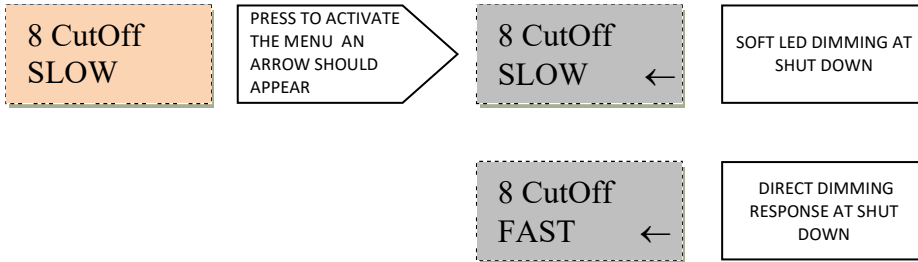 8 CutOff
SLOW
PRESS TO ACTIVATE
THE MENU AN
ARROW SHOULD
APPEAR
8 CutOff
SLOW ←
SOFT LED DIMMING AT
SHUT DOWN
8 CutOff
FAST ←
DIRECT DIMMING
RESPONSE AT SHUT
DOWN